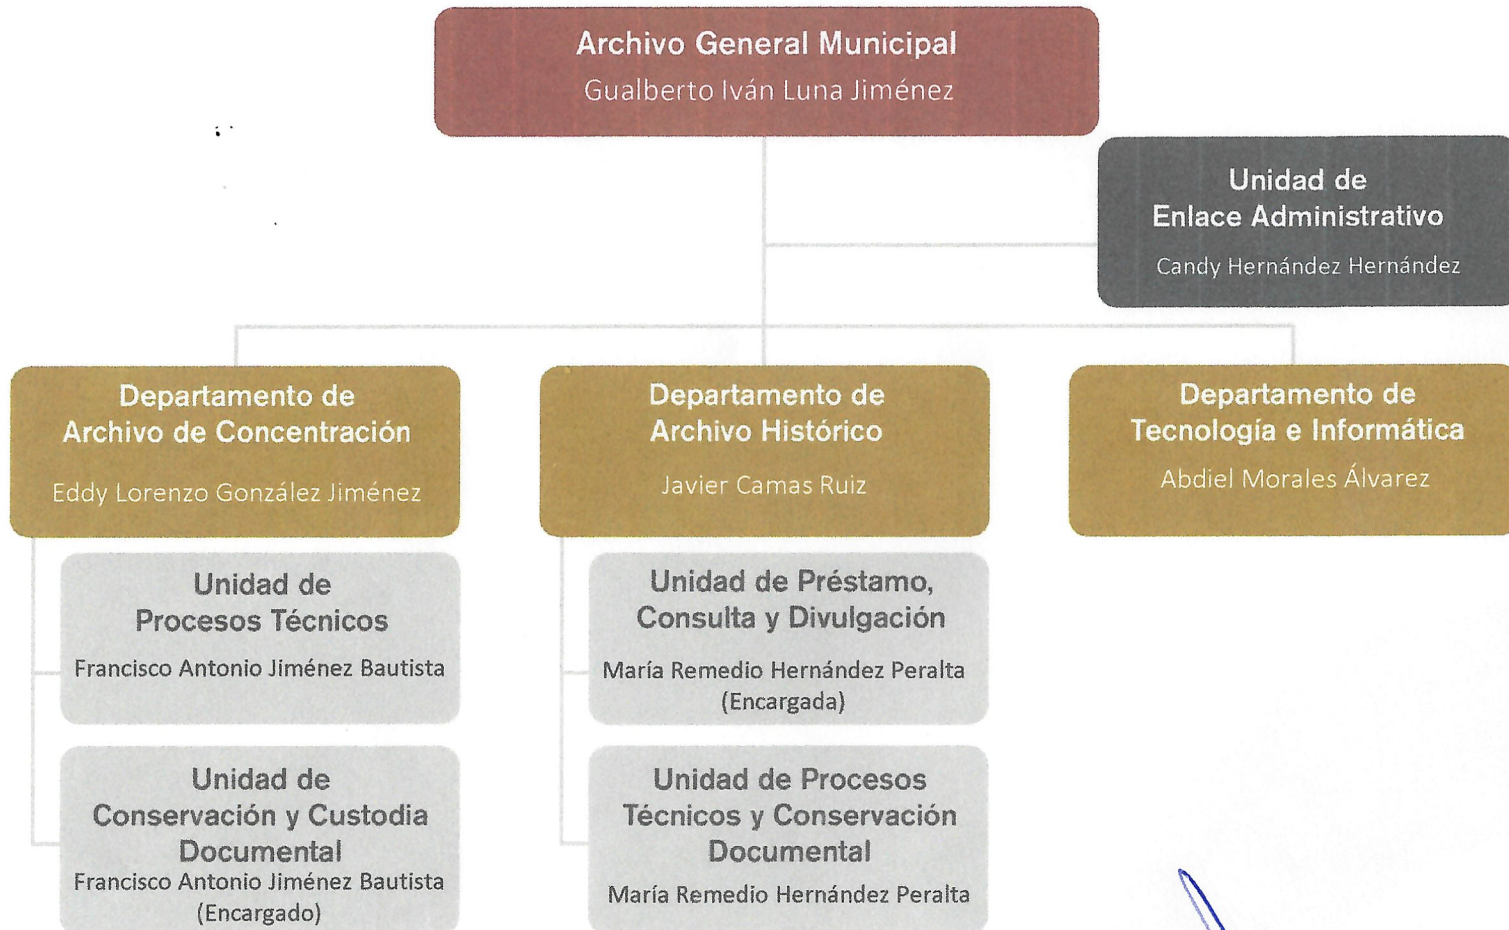 Archivo General Municipal
Gualberto Iván Luna Jiménez
Unidad de
Enlace Administrativo
Candy Hernández Hernández
Departamento de
Archivo de Concentración
Eddy Lorenzo González Jiménez
Departamento de
Archivo Histórico
Javier Camas Ruiz
Departamento de
Tecnología e Informática
Abdiel Morales Álvarez
Unidad de
Procesos Técnicos
Francisco Antonio Jiménez Bautista
Unidad de Préstamo,
Consulta y Divulgación
María Remedio Hernández Peralta
(Encargada)
Unidad de
Conservación y Custodia
Documental
Francisco Antonio Jiménez Bautista
(Encargado)
Unidad de Procesos
Técnicos y Conservación
Documental
María Remedio Hernández Peralta